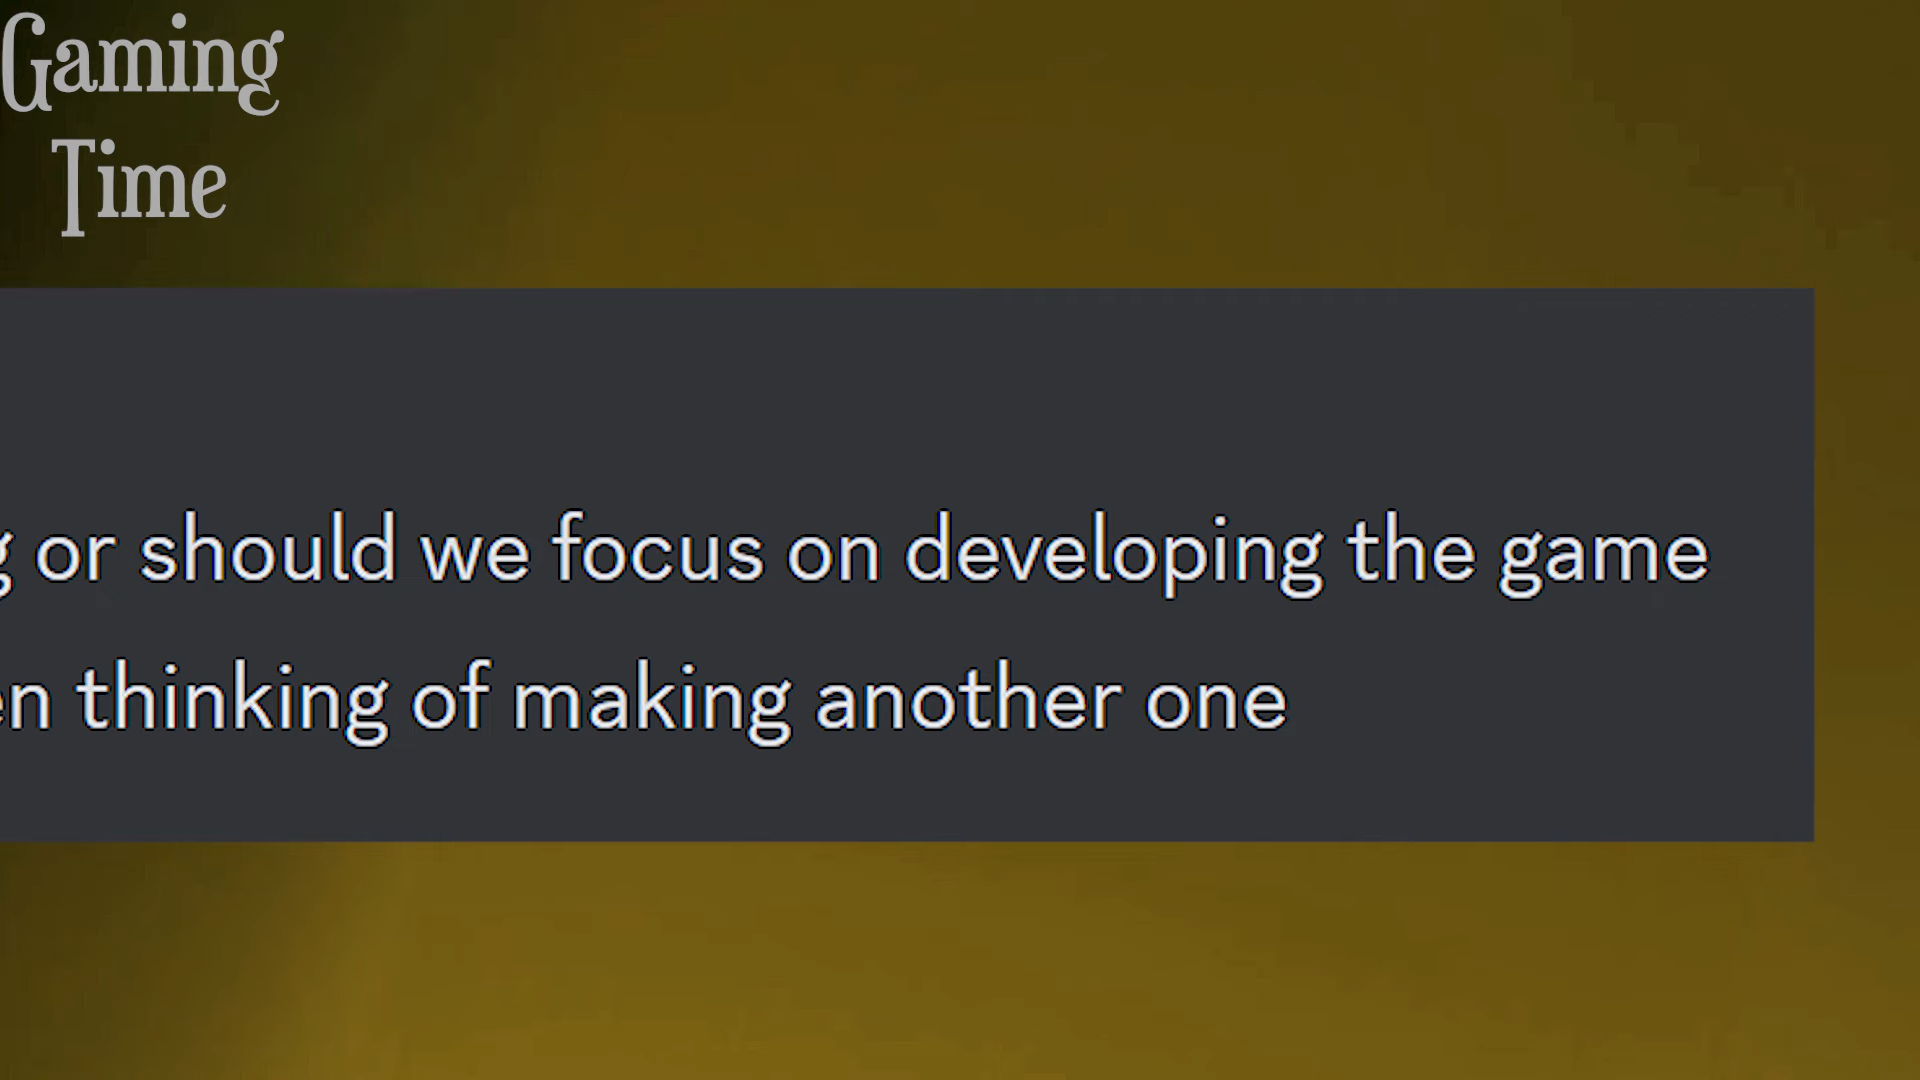 Gaming
Time
or should we focus on developing the game
thinking of making another one